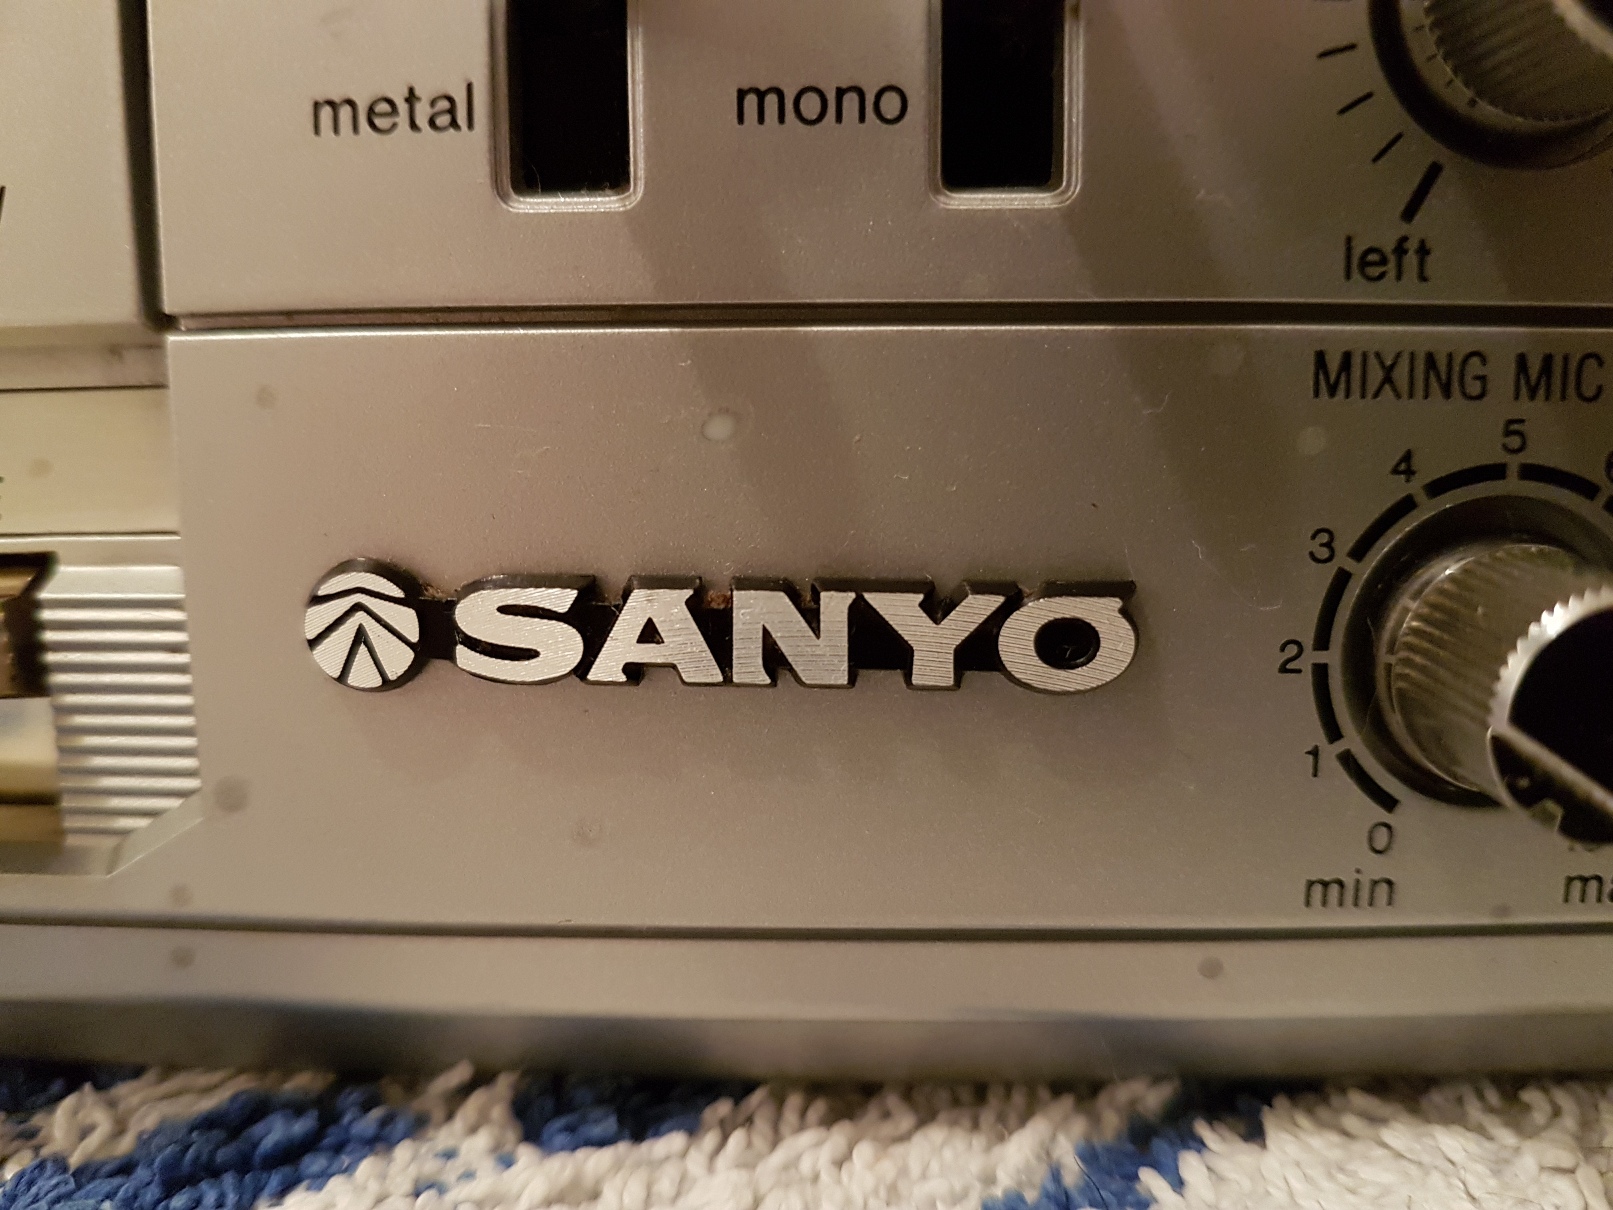 metal
mono
left
MIXING MIC
5
4
3
2
1
0
min
SANYO